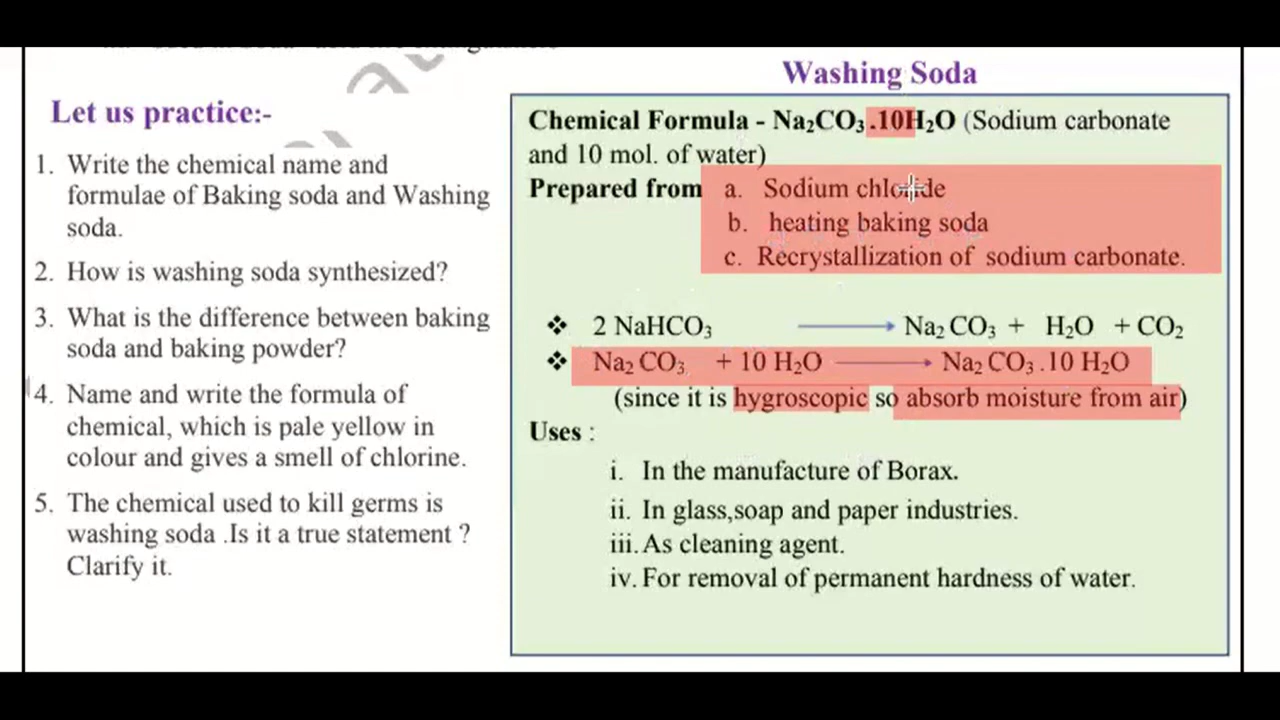 Washing Soda
Let us practice:-
1. Write the chemical name and
formulae of Baking soda and Washing
soda.
2. How is washing soda synthesized?
3. What is the difference between baking
soda and baking powder?
4. Name and write the formula of
chemical, which is pale yellow in
colour and gives a smell of chlorine.
5. The chemical used to kill germs is
washing soda .Is it a true statement ?
Clarify it.
Chemical Formula - Na₂CO₃ .10H₂O (Sodium carbonate
and 10 mol. of water)
Prepared from a. Sodium chloride
b. heating baking soda
c. Recrystallization of sodium carbonate.
❖ 2 NaHCO₃ ⟶ Na₂ CO₃ + H₂O + CO₂
❖ Na₂ CO₃ + 10 H₂O ⟶ Na₂ CO₃ .10 H₂O
(since it is hygroscopic so absorb moisture from air)
Uses :
i. In the manufacture of Borax.
ii. In glass,soap and paper industries.
iii. As cleaning agent.
iv. For removal of permanent hardness of water.